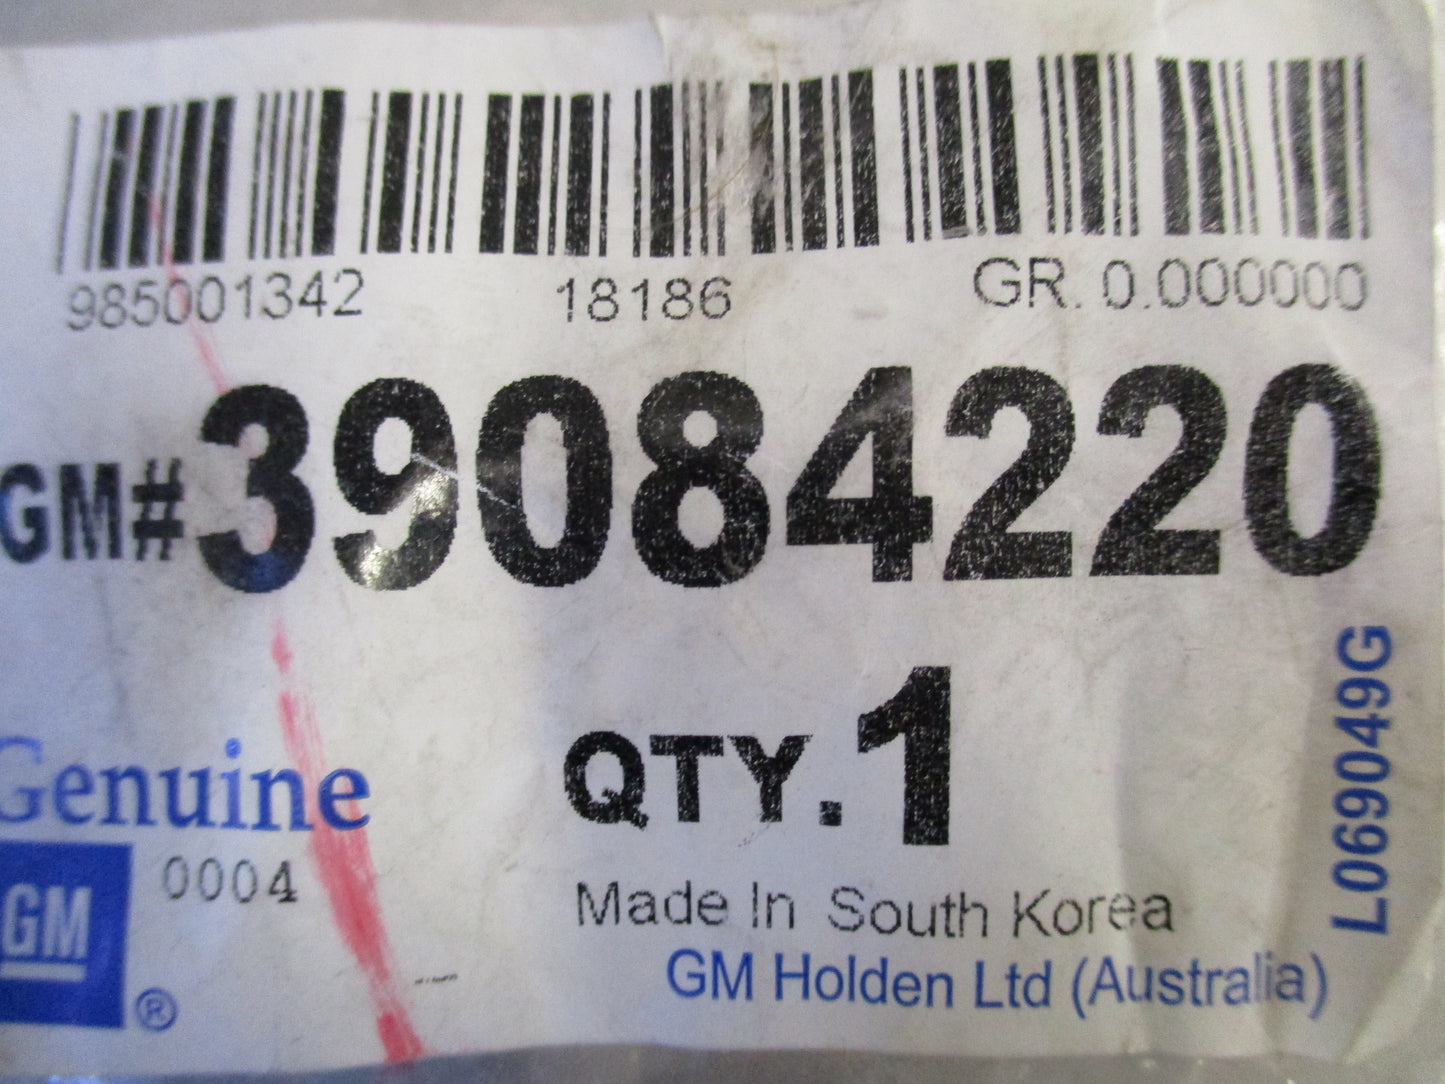 985001342 18186 GR. 0.000000
GM# 39084220
QTY. 1
Genuine
0004
GM
®
Made In South Korea
GM Holden Ltd (Australia)
L069049G